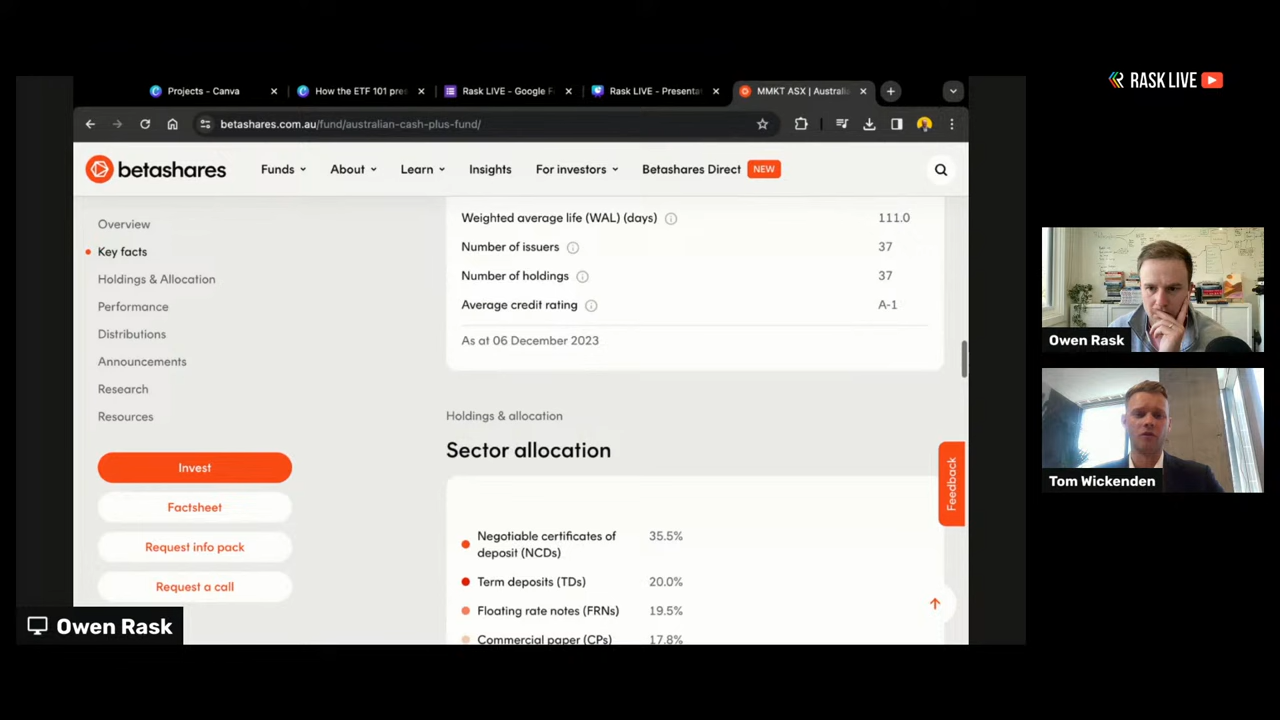 Projects - Canva
How the ETF 101 pre
Rask LIVE - Google F
Rask LIVE - Presenta
MMKT ASX | Australia
betashares.com.au/fund/australian-cash-plus-fund/
RASK LIVE
betashares
Funds
About
Learn
Insights
For investors
Betashares Direct
NEW
Overview
Key facts
Holdings & Allocation
Performance
Distributions
Announcements
Research
Resources
Invest
Factsheet
Request info pack
Request a call
Weighted average life (WAL) (days) 111.0
Number of issuers 37
Number of holdings 37
Average credit rating A-1
As at 06 December 2023
Holdings & allocation
Sector allocation
Negotiable certificates of 35.5%
deposit (NCDs)
Term deposits (TDs) 20.0%
Floating rate notes (FRNs) 19.5%
Commercial paper (CPs) 17.8%
Feedback
Owen Rask
Owen Rask
Tom Wickenden